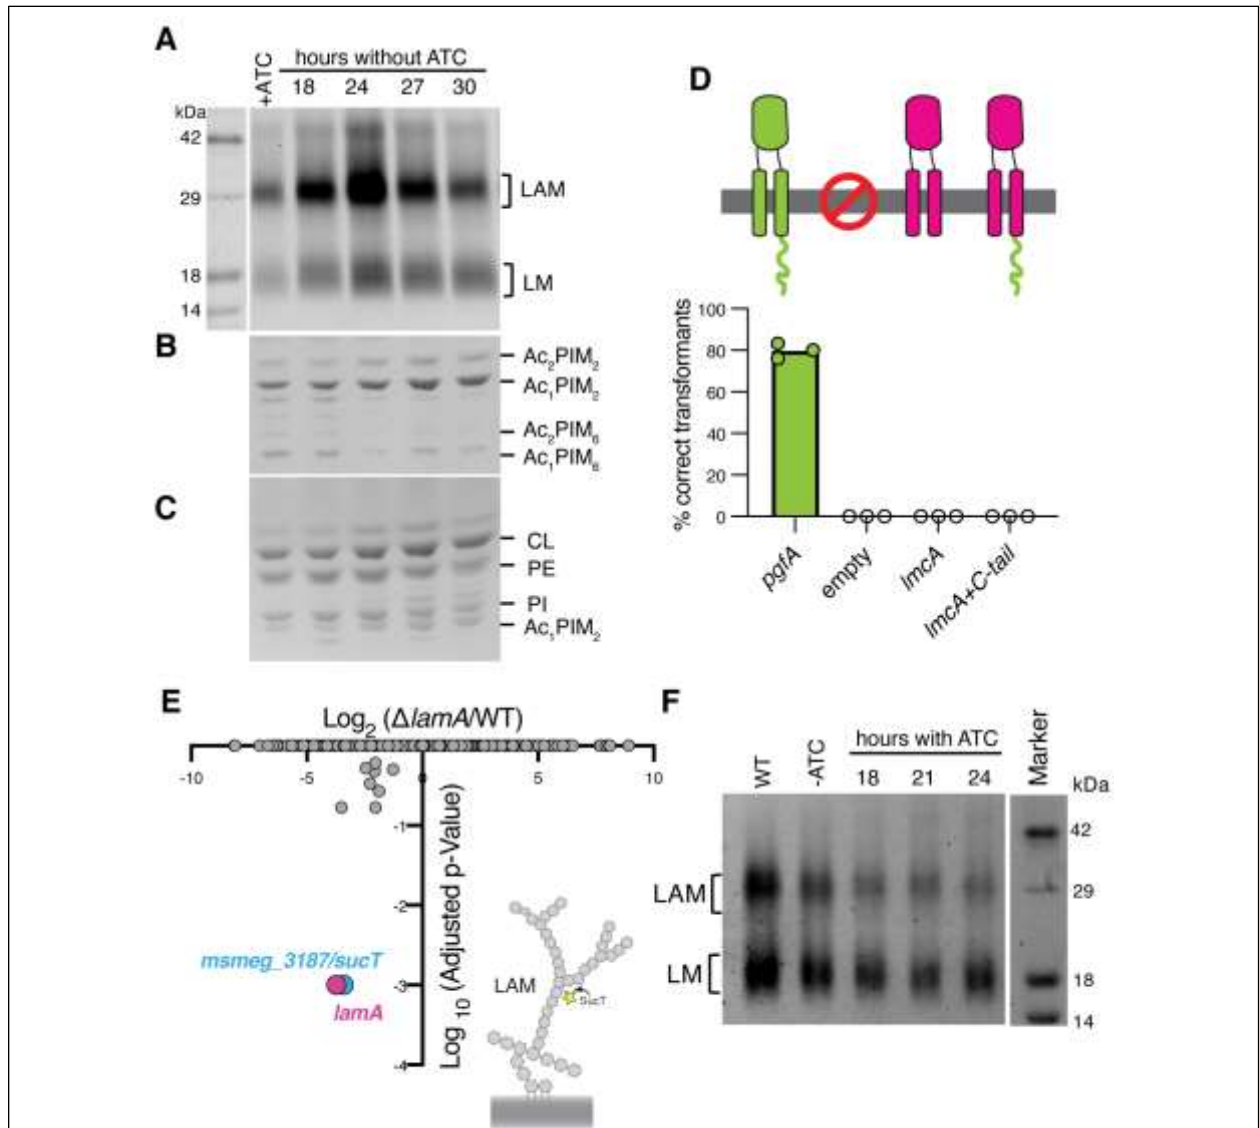 A
+ATC
hours without ATC
18 24 27 30
kDa
42
29
18
14
LAM
LM
B
Ac₂PIM₂
Ac₁PIM₂
Ac₂PIM₆
Ac₁PIM₆
C
CL
PE
PI
Ac₁PIM₂
D
% correct transformants
100
80
60
40
20
0
pgfA
empty
lmcA
lmcA+C-tail
E
Log₂ (ΔlamA/WT)
-10 -5 0 5 10
Log ₁₀ (Adjusted p-Value)
-1
-2
-3
-4
msmeg_3187/sucT
lamA
LAM
SucT
F
WT
-ATC
hours with ATC
18 21 24
Marker
kDa
42
29
18
14
LAM
LM